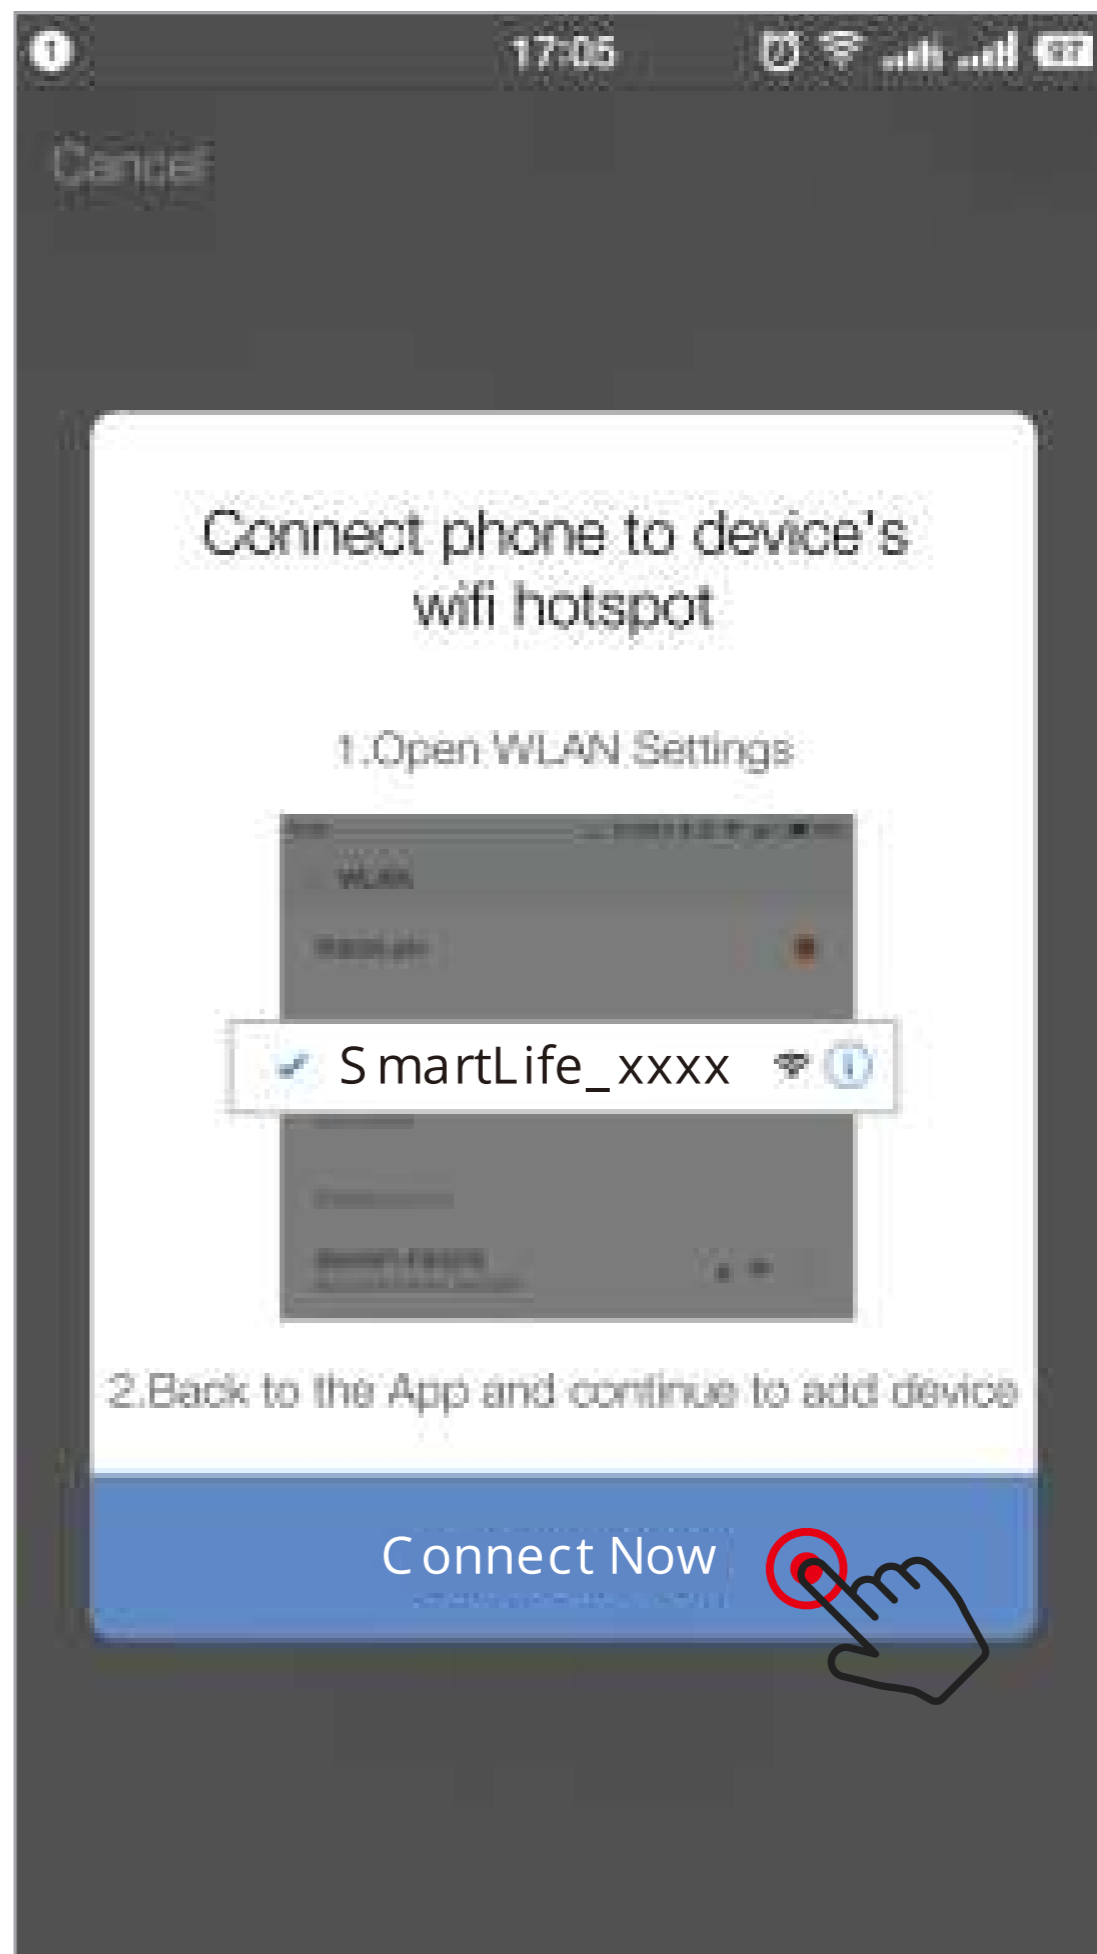 17:05
Cancel
Connect phone to device's
wifi hotspot
1.Open WLAN Settings
WLAN
SmartLife_xxxx
2.Back to the App and continue to add device
Connect Now